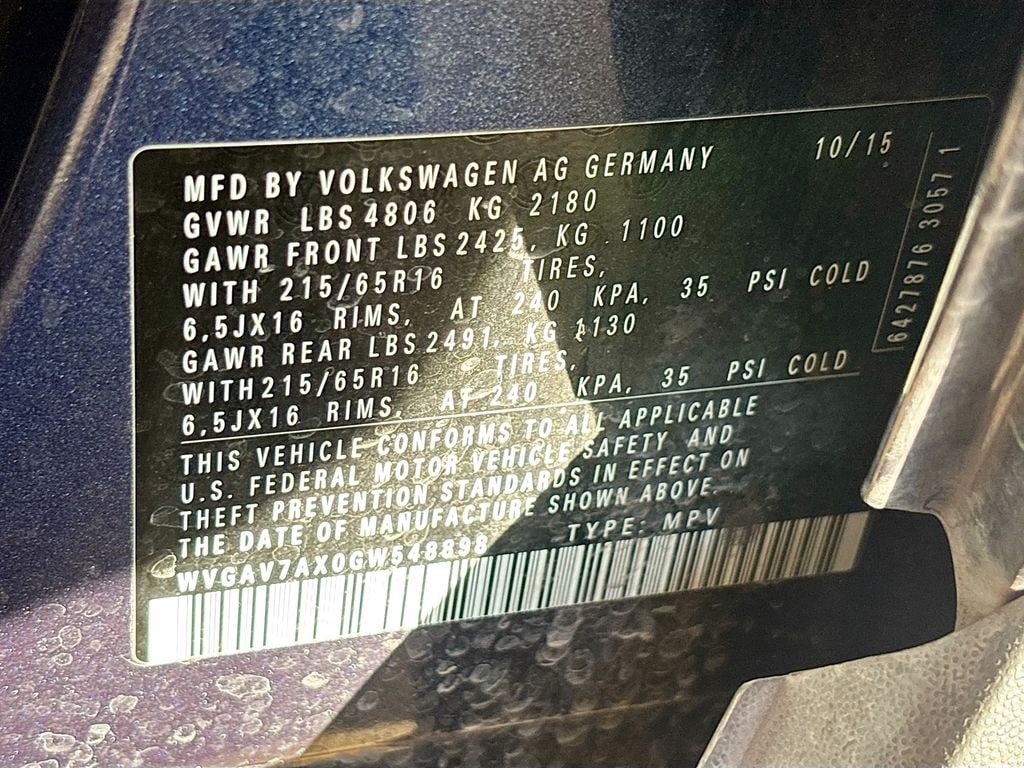 MFD BY VOLKSWAGEN AG GERMANY 10/15
GVWR LBS 4806 KG 2180
GAWR FRONT LBS 2425, KG 1100
WITH 215/65R16 TIRES,
6,5JX16 RIMS, AT 240 KPA, 35 PSI COLD
GAWR REAR LBS 2491, KG 1130
WITH 215/65R16 TIRES,
6,5JX16 RIMS, AT 240 KPA, 35 PSI COLD
THIS VEHICLE CONFORMS TO ALL APPLICABLE
U.S. FEDERAL MOTOR VEHICLE SAFETY AND
THEFT PREVENTION STANDARDS IN EFFECT ON
THE DATE OF MANUFACTURE SHOWN ABOVE.
WVGAV7AX0GW548898 TYPE: MPV
6427876 3057 1